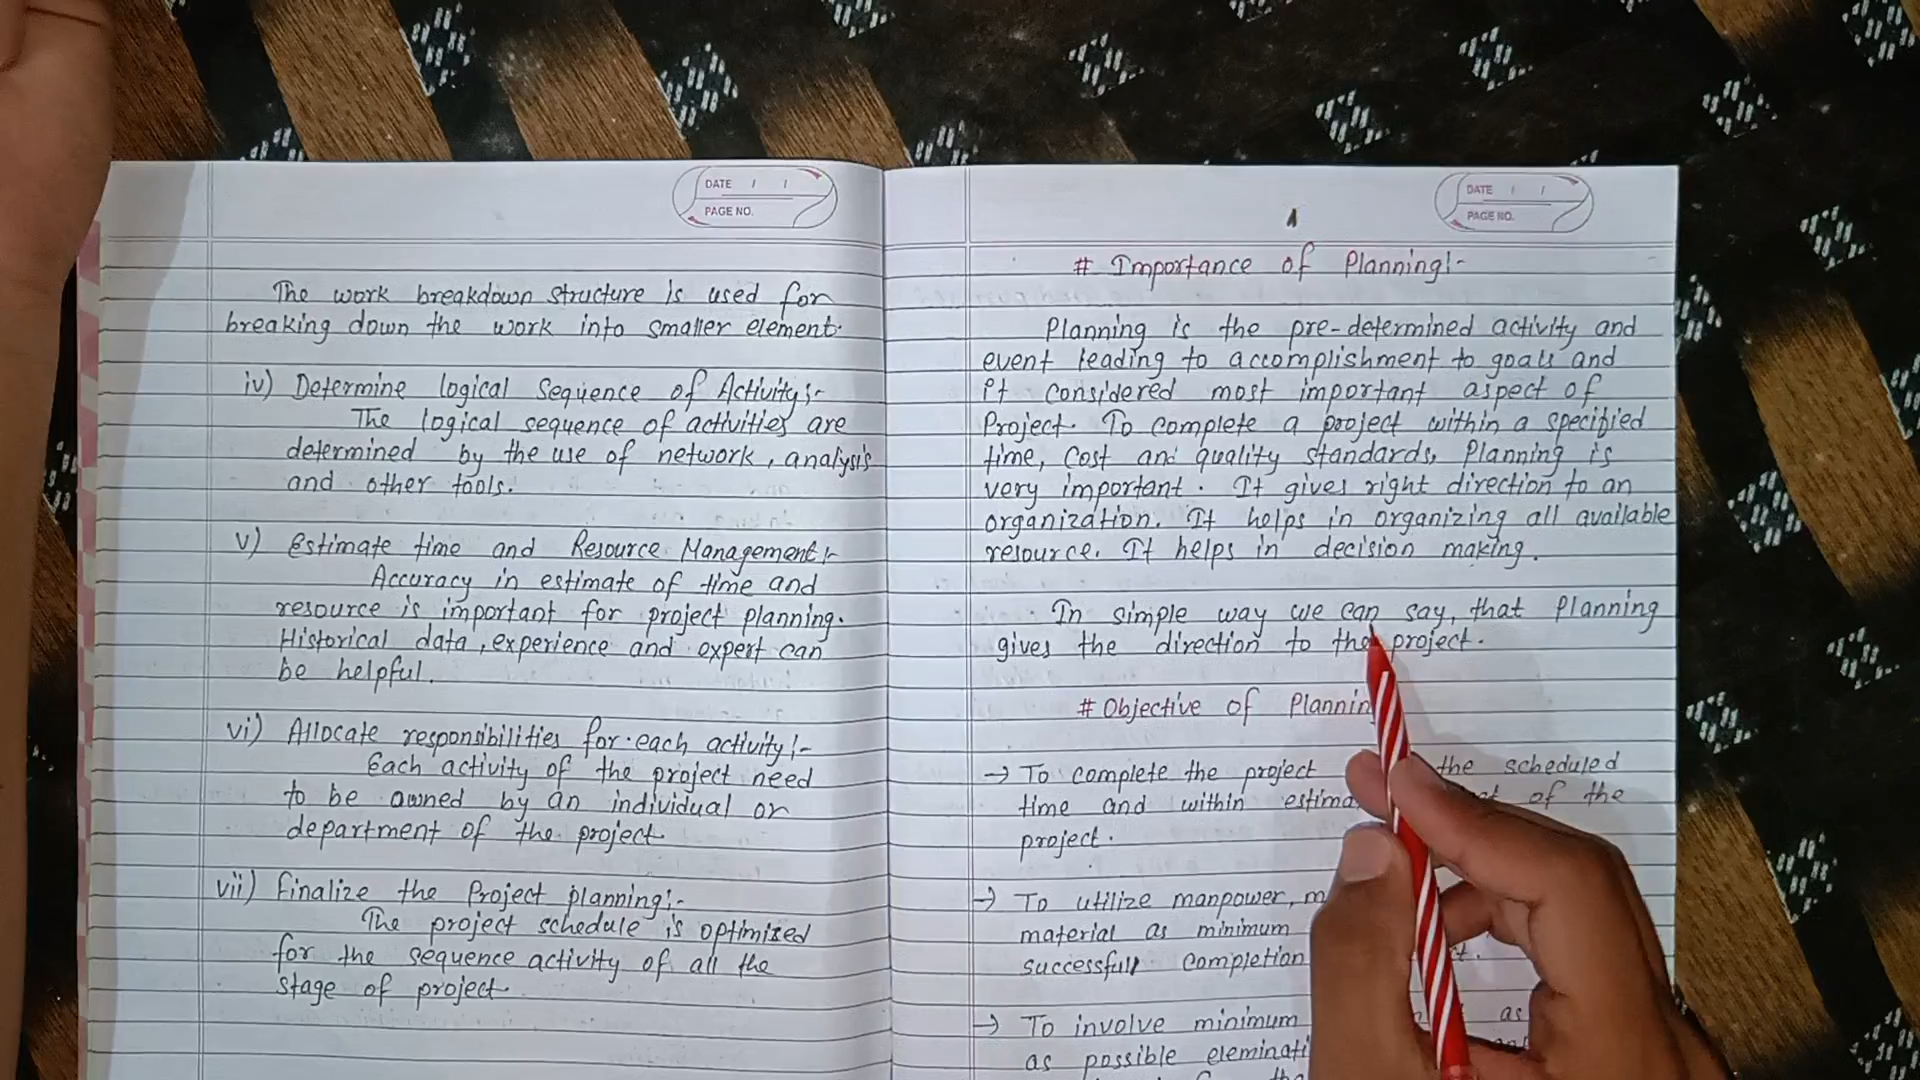 DATE / /
PAGE NO.
The work breakdown structure is used for
breaking down the work into smaller element.
iv) Determine logical Sequence of Activity:-
The logical sequence of activities are
determined by the use of network, analysis
and other tools.
v) Estimate time and Resource Management:-
Accuracy in estimate of time and
resource is important for project planning.
Historical data, experience and expert can
be helpful.
vi) Allocate responsibilities for each activity:-
Each activity of the project need
to be owned by an individual or
department of the project
vii) Finalize the Project planning:-
The project schedule is optimized
for the sequence activity of all the
stage of project.
DATE / /
PAGE NO.
# Importance of Planning:-
Planning is the pre-determined activity and
event leading to accomplishment to goals and
it considered most important aspect of
Project. To complete a project within a specified
time, cost and quality standards, Planning is
very important. It gives right direction to an
organization. It helps in organizing all available
resource. It helps in decision making.
In simple way we can say, that Planning
gives the direction to the project.
# Objective of Plannin
→ To complete the project the scheduled
time and within of the
project.
→ To utilize manpower,
material as minimum
successfull completion
→ To involve minimum as
as possible